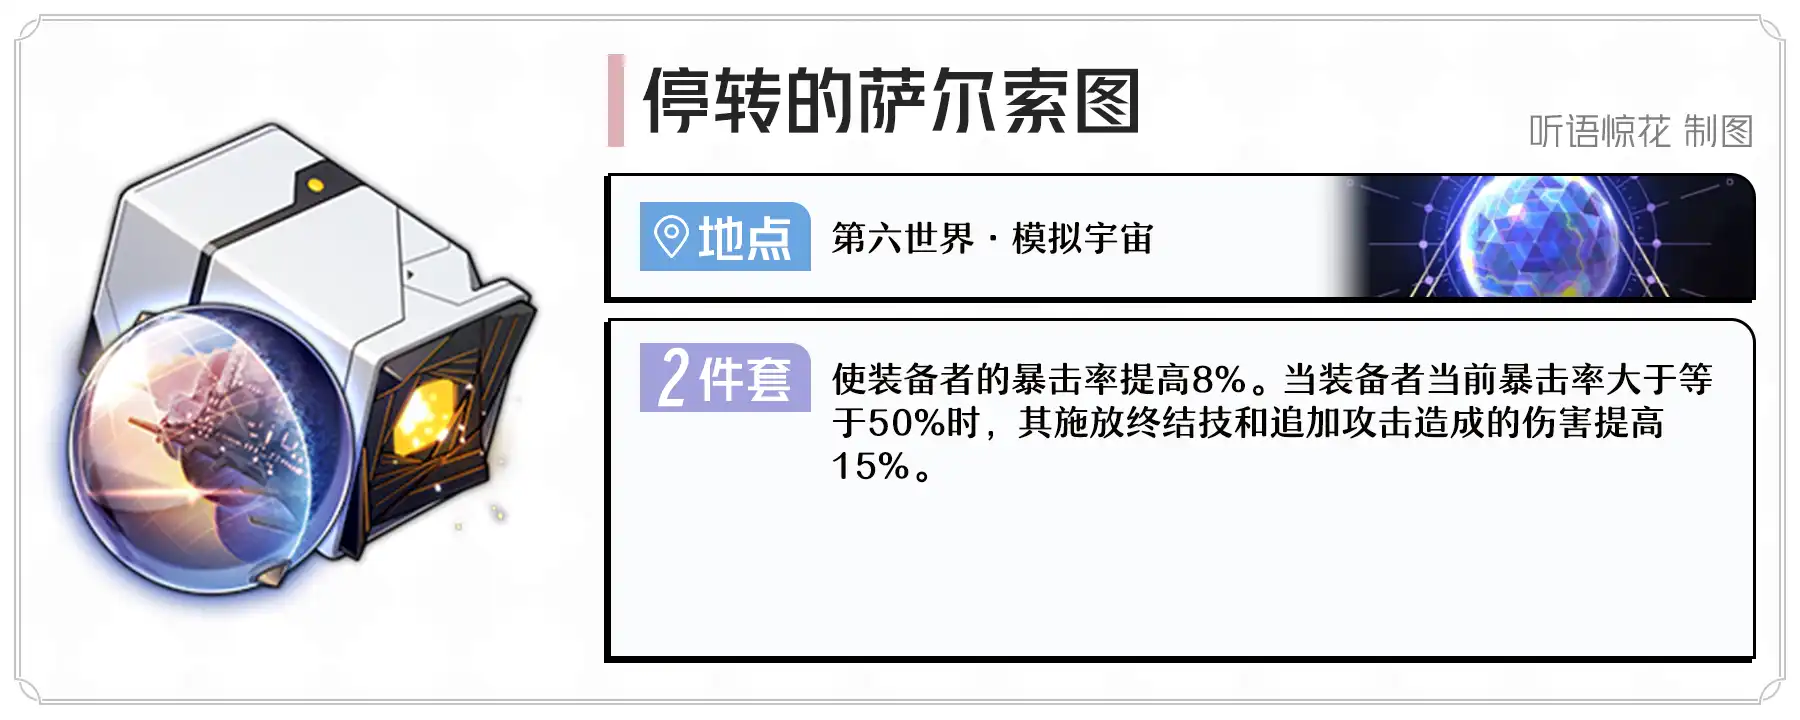 停转的萨尔索图
听语惊花 制图
地点
第六世界·模拟宇宙
2件套
使装备者的暴击率提高8%。当装备者当前暴击率大于等
于50%时，其施放终结技和追加攻击造成的伤害提高
15%。